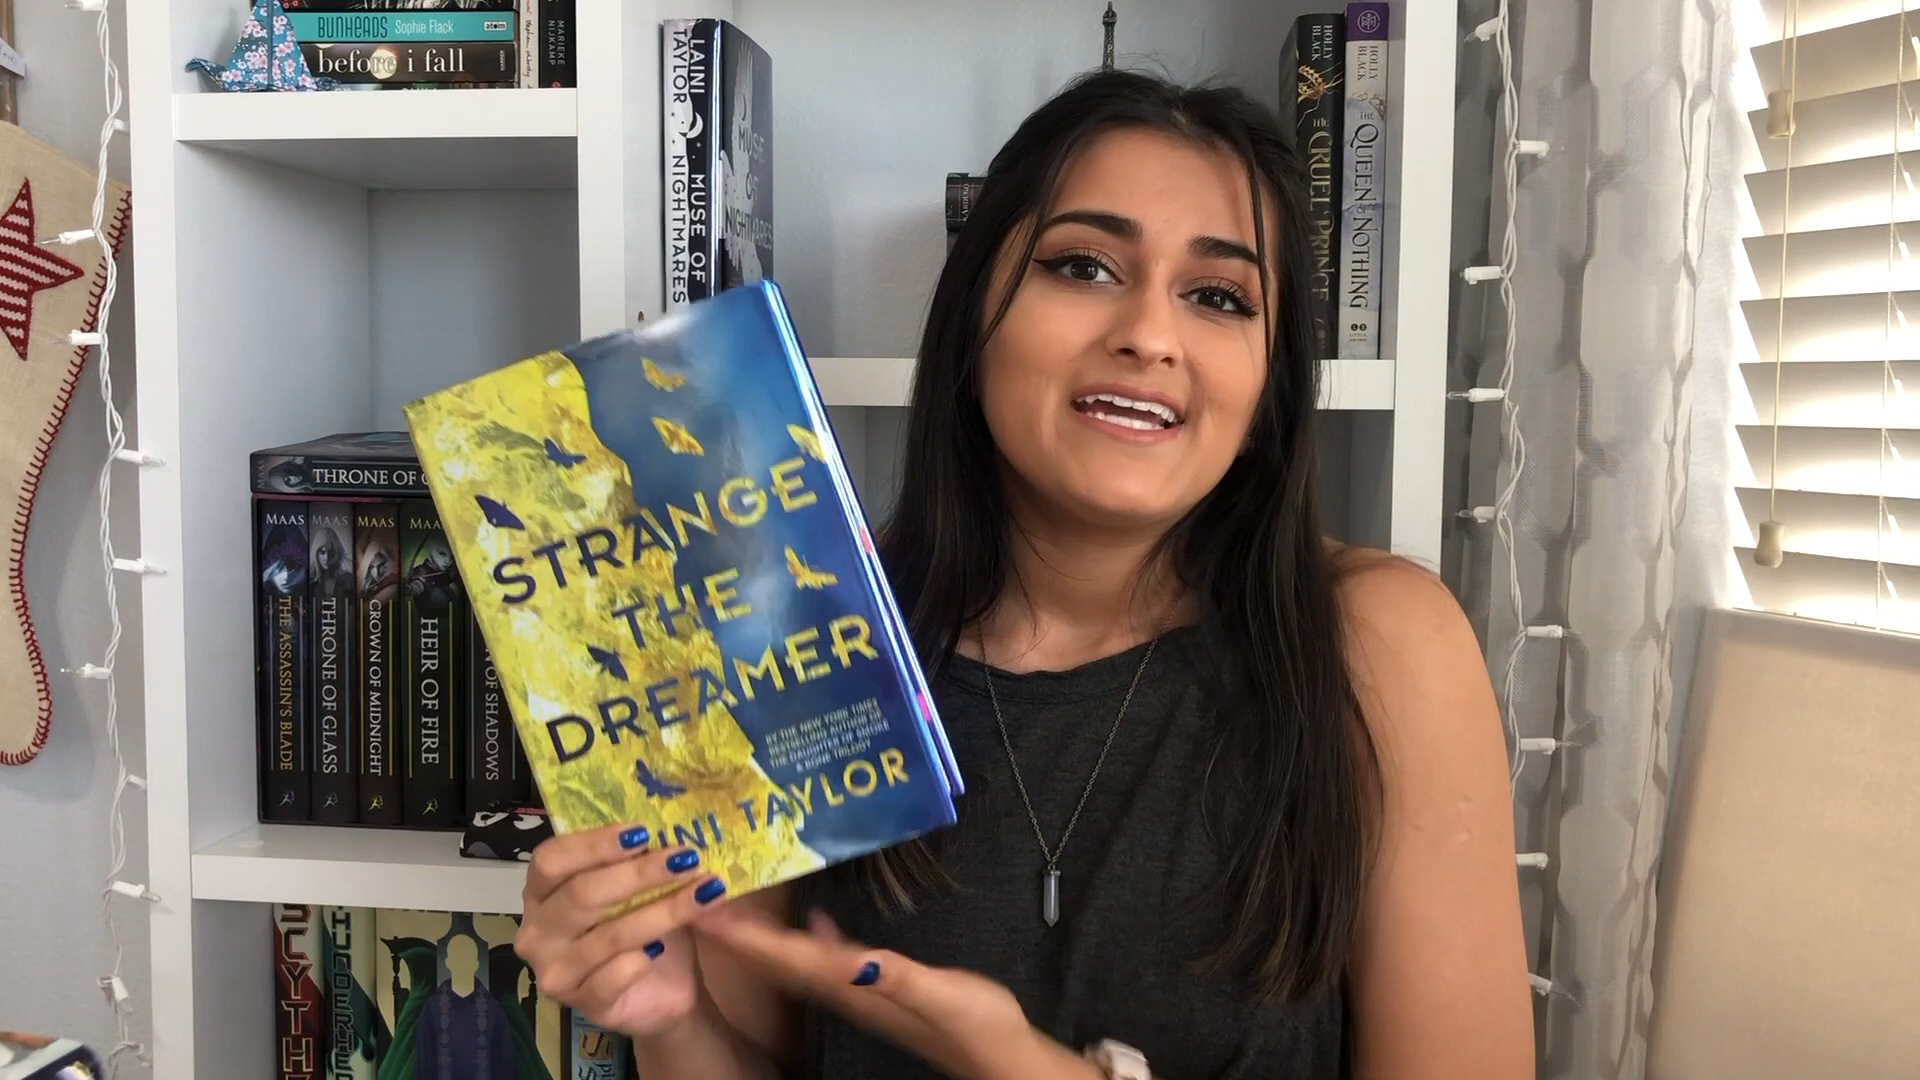 BUNHEADS Sophie Flack atom
before i fall
MARIEKE NIJKAMP
LAINI TAYLOR MUSE OF NIGHTMARES
MUSE OF NIGHTMARES
HOLLY BLACK THE CRUEL PRINCE
HOLLY BLACK THE QUEEN OF NOTHING
STRANGE
THE
DREAMER
BY THE NEW YORK TIMES
BESTSELLING AUTHOR OF
THE DAUGHTER OF SMOKE
& BONE TRILOGY
INI TAYLOR
MAAS THRONE OF
MAAS THE ASSASSIN'S BLADE
MAAS THRONE OF GLASS
MAAS CROWN OF MIDNIGHT
MAA HEIR OF FIRE
N OF SHADOWS
SCYTH
HUNDERHE